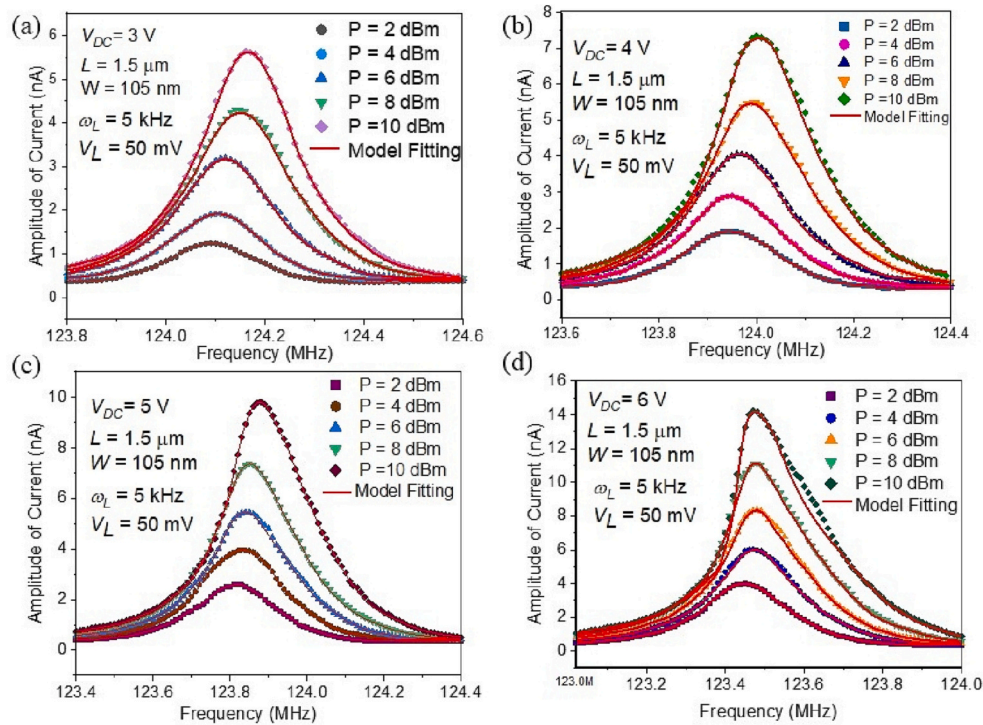 (a)
V_DC = 3 V
L = 1.5 μm
W = 105 nm
ω_L = 5 kHz
V_L = 50 mV
P = 2 dBm
P = 4 dBm
P = 6 dBm
P = 8 dBm
P =10 dBm
Model Fitting
Amplitude of Current (nA)
6
5
4
3
2
1
0
123.8 124.0 124.2 124.4 124.6
Frequency (MHz)
(b)
V_DC = 4 V
L = 1.5 μm
W = 105 nm
ω_L = 5 kHz
V_L = 50 mV
P = 2 dBm
P = 4 dBm
P = 6 dBm
P = 8 dBm
P =10 dBm
Model Fitting
Amplitude of Current (nA)
8
7
6
5
4
3
2
1
0
123.6 123.8 124.0 124.2 124.4
Frequency (MHz)
(c)
V_DC = 5 V
L = 1.5 μm
W = 105 nm
ω_L = 5 kHz
V_L = 50 mV
P = 2 dBm
P = 4 dBm
P = 6 dBm
P = 8 dBm
P =10 dBm
Model Fitting
Amplitude of Current (nA)
10
8
6
4
2
0
123.4 123.6 123.8 124.0 124.2 124.4
Frequency (MHz)
(d)
V_DC = 6 V
L = 1.5 μm
W = 105 nm
ω_L = 5 kHz
V_L = 50 mV
P = 2 dBm
P = 4 dBm
P = 6 dBm
P = 8 dBm
P =10 dBm
Model Fitting
Amplitude of Current (nA)
16
14
12
10
8
6
4
2
0
123.0M 123.2 123.4 123.6 123.8 124.0
Frequency (MHz)